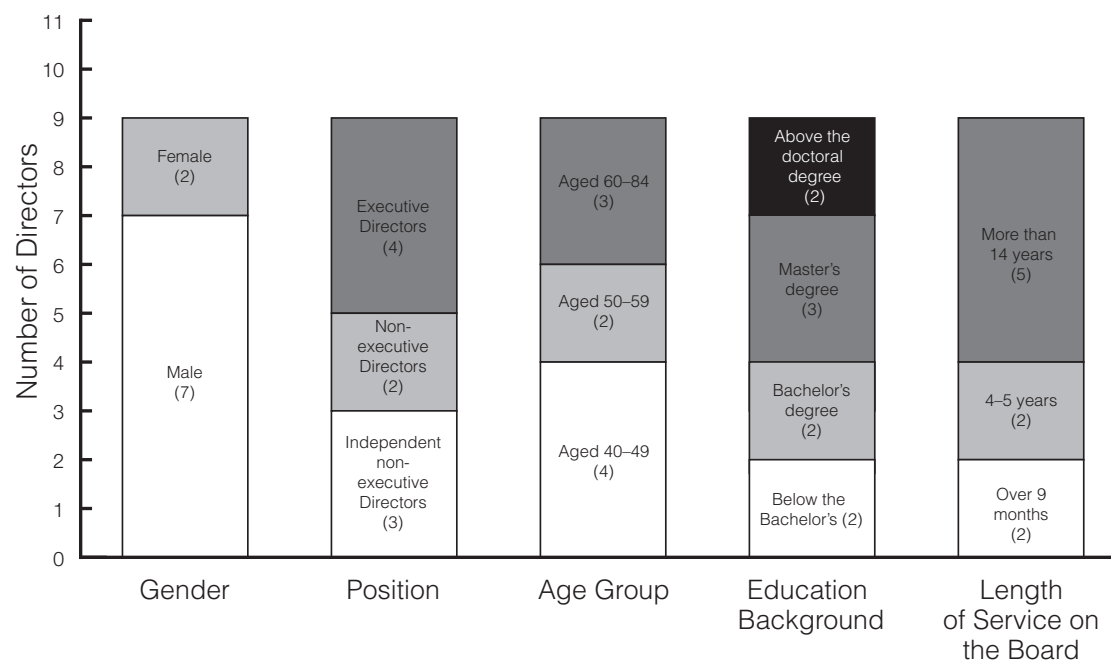 Number of Directors
11
10
9
8
7
6
5
4
3
2
1
0
Female
(2)
Male
(7)
Gender
Executive
Directors
(4)
Non-
executive
Directors
(2)
Independent
non-
executive
Directors
(3)
Position
Aged 60–84
(3)
Aged 50–59
(2)
Aged 40–49
(4)
Age Group
Above the
doctoral
degree
(2)
Master's
degree
(3)
Bachelor's
degree
(2)
Below the
Bachelor's (2)
Education
Background
More than
14 years
(5)
4–5 years
(2)
Over 9
months
(2)
Length
of Service on
the Board